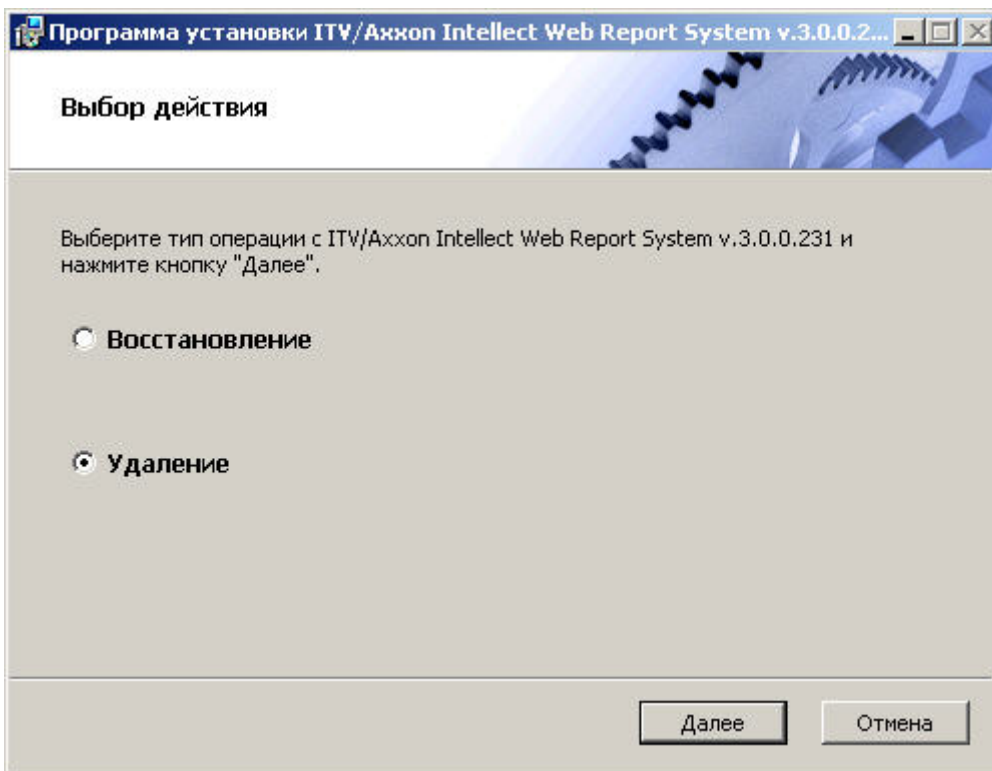 Программа установки ITV/Axxon Intellect Web Report System v.3.0.0.2...
Выбор действия
Выберите тип операции с ITV/Axxon Intellect Web Report System v.3.0.0.231 и
нажмите кнопку "Далее".
Восстановление
Удаление
Далее
Отмена